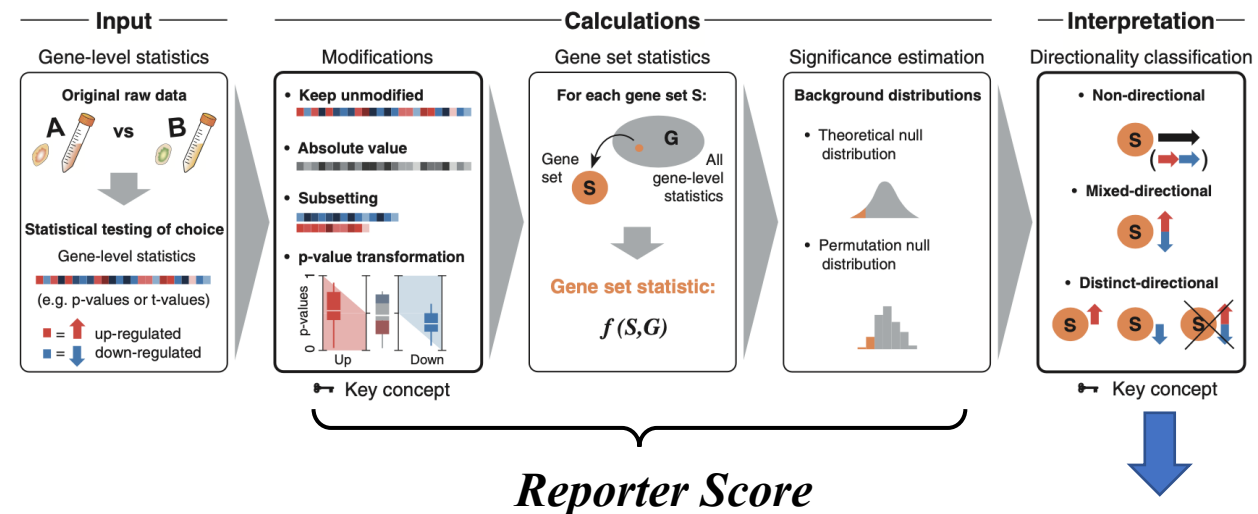 Input
Calculations
Interpretation
Gene-level statistics
Original raw data
A vs B
Statistical testing of choice
Gene-level statistics
(e.g. p-values or t-values)
= up-regulated
= down-regulated
Modifications
• Keep unmodified
• Absolute value
• Subsetting
• p-value transformation
p-values
1
0
Up
Down
Key concept
Gene set statistics
For each gene set S:
G
Gene
set
S
All
gene-level
statistics
Gene set statistic:
f (S,G)
Significance estimation
Background distributions
• Theoretical null
distribution
• Permutation null
distribution
Directionality classification
• Non-directional
S
( )
• Mixed-directional
S
• Distinct-directional
S S S
Key concept
Reporter Score